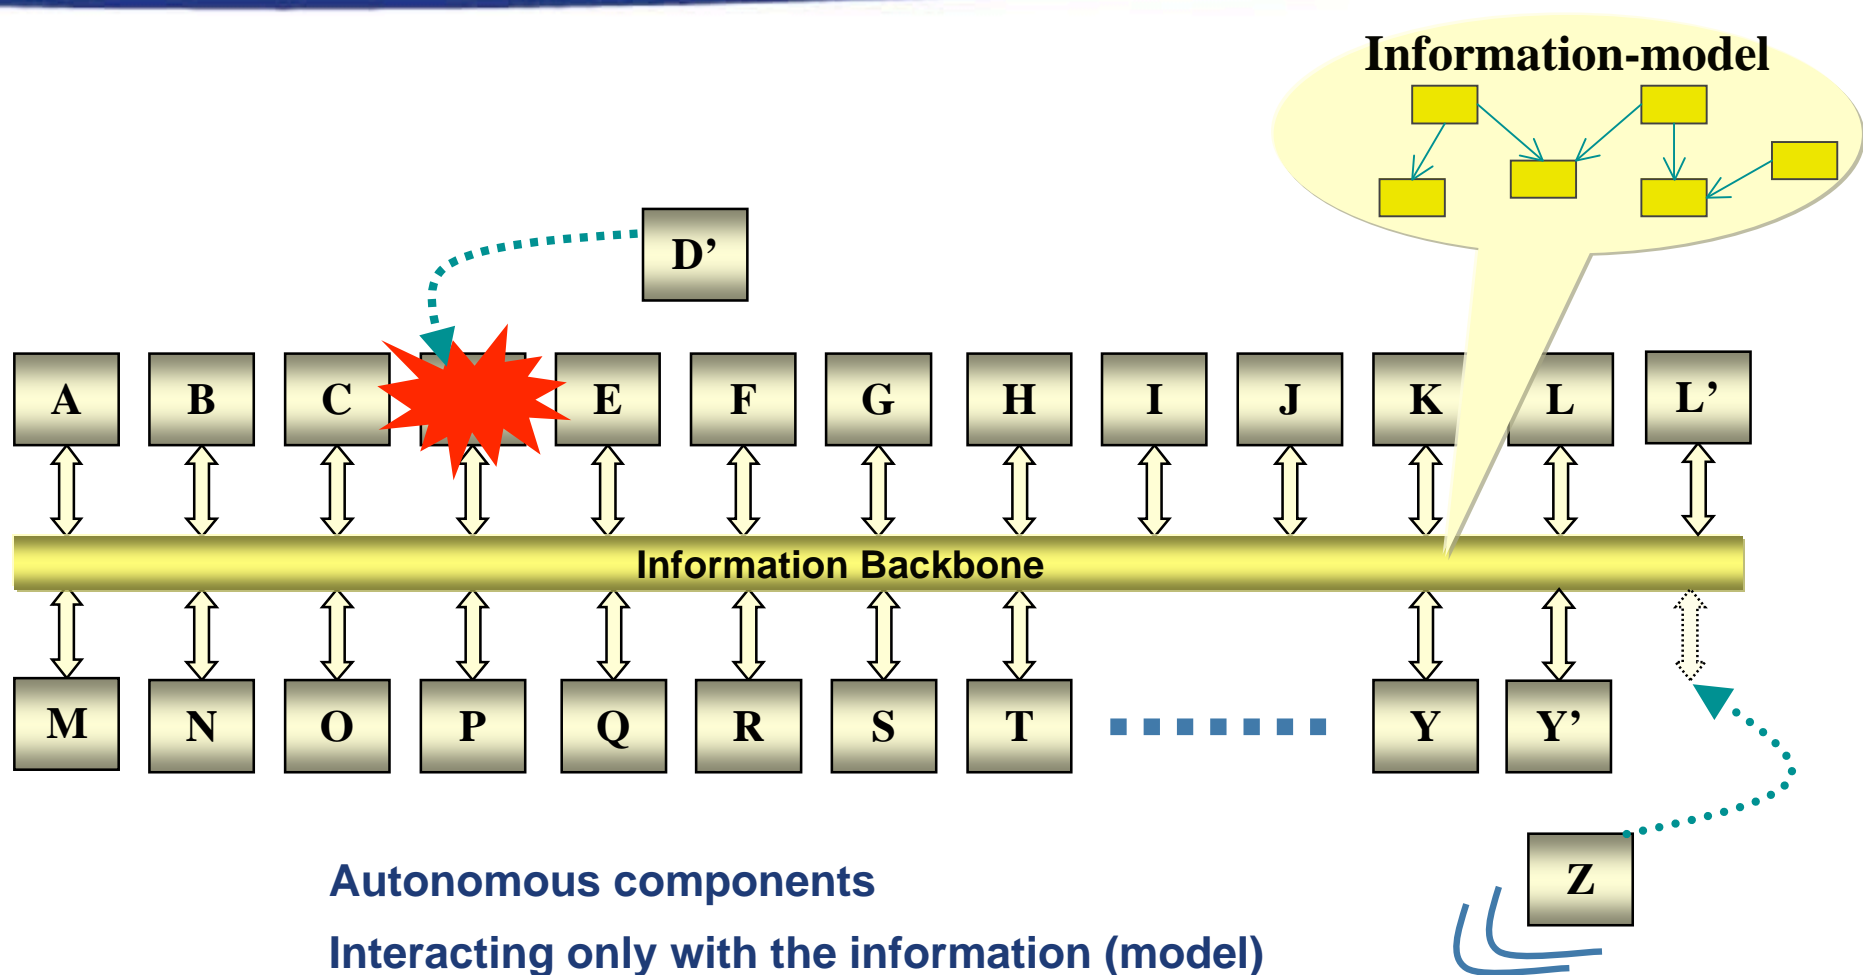 Information-model
D’
A B C E F G H I J K L L’
Information Backbone
M N O P Q R S T Y Y’
Z
Autonomous components
Interacting only with the information (model)